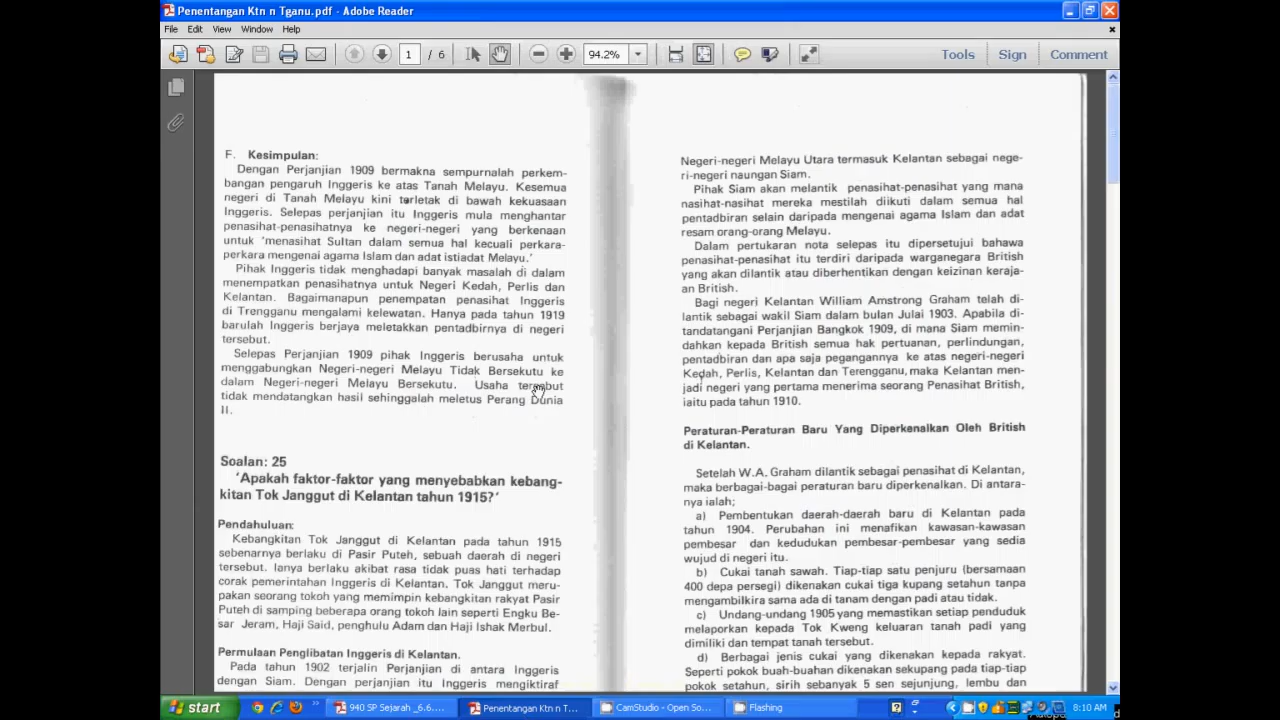 Penentangan Ktn n Tganu.pdf - Adobe Reader
File Edit View Window Help
1 / 6 94.2% Tools Sign Comment
F. Kesimpulan:
Dengan Perjanjian 1909 bermakna sempurnalah perkem-
bangan pengaruh Inggeris ke atas Tanah Melayu. Kesemua
negeri di Tanah Melayu kini terletak di bawah kekuasaan
Inggeris. Selepas perjanjian itu Inggeris mula menghantar
penasihat-penasihatnya ke negeri-negeri yang berkenaan
untuk 'menasihat Sultan dalam semua hal kecuali perkara-
perkara mengenai agama Islam dan adat istiadat Melayu.'
Pihak Inggeris tidak menghadapi banyak masalah di dalam
menempatkan penasihatnya untuk Negeri Kedah, Perlis dan
Kelantan. Bagaimanapun penempatan penasihat Inggeris
di Trengganu mengalami kelewatan. Hanya pada tahun 1919
barulah Inggeris berjaya meletakkan pentadbirnya di negeri
tersebut.
Selepas Perjanjian 1909 pihak Inggeris berusaha untuk
menggabungkan Negeri-negeri Melayu Tidak Bersekutu ke
dalam Negeri-negeri Melayu Bersekutu. Usaha tersebut
tidak mendatangkan hasil sehinggalah meletus Perang Dunia
II.
Soalan: 25
'Apakah faktor-faktor yang menyebabkan kebang-
kitan Tok Janggut di Kelantan tahun 1915?'
Pendahuluan:
Kebangkitan Tok Janggut di Kelantan pada tahun 1915
sebenarnya berlaku di Pasir Puteh, sebuah daerah di negeri
tersebut. Ianya berlaku akibat rasa tidak puas hati terhadap
corak pemerintahan Inggeris di Kelantan. Tok Janggut meru-
pakan seorang tokoh yang memimpin kebangkitan rakyat Pasir
Puteh di samping beberapa orang tokoh lain seperti Engku Be-
sar Jeram, Haji Said, penghulu Adam dan Haji Ishak Merbul.
Permulaan Penglibatan Inggeris di Kelantan.
Pada tahun 1902 terjalin Perjanjian di antara Inggeris
dengan Siam. Dengan perjanjian itu Inggeris mengiktiraf
Negeri-negeri Melayu Utara termasuk Kelantan sebagai nege-
ri-negeri naungan Siam.
Pihak Siam akan melantik penasihat-penasihat yang mana
nasihat-nasihat mereka mestilah diikuti dalam semua hal
pentadbiran selain daripada mengenai agama Islam dan adat
resam orang-orang Melayu.
Dalam pertukaran nota selepas itu dipersetujui bahawa
penasihat-penasihat itu terdiri daripada warganegara British
yang akan dilantik atau diberhentikan dengan keizinan keraja-
an British.
Bagi negeri Kelantan William Amstrong Graham telah di-
lantik sebagai wakil Siam dalam bulan Julai 1903. Apabila di-
tandatangani Perjanjian Bangkok 1909, di mana Siam memin-
dahkan kepada British semua hak pertuanan, perlindungan,
pentadbiran dan apa saja pegangannya ke atas negeri-negeri
Kedah, Perlis, Kelantan dan Terengganu, maka Kelantan men-
jadi negeri yang pertama menerima seorang Penasihat British,
iaitu pada tahun 1910.
Peraturan-Peraturan Baru Yang Diperkenalkan Oleh British
di Kelantan.
Setelah W.A. Graham dilantik sebagai penasihat di Kelantan,
maka berbagai-bagai peraturan baru diperkenalkan. Di antara-
nya ialah;
a) Pembentukan daerah-daerah baru di Kelantan pada
tahun 1904. Perubahan ini menafikan kawasan-kawasan
pembesar dan kedudukan pembesar-pembesar yang sedia
wujud di negeri itu.
b) Cukai tanah sawah. Tiap-tiap satu penjuru (bersamaan
400 depa persegi) dikenakan cukai tiga kupang setahun tanpa
mengambilkira sama ada di tanam dengan padi atau tidak.
c) Undang-undang 1905 yang memastikan setiap penduduk
melaporkan kepada Tok Kweng keluaran tanah padi yang
dimiliki dan tempat tanah tersebut.
d) Berbagai jenis cukai yang dikenakan kepada rakyat.
Seperti pokok buah-buahan dikenakan sekupang pada tiap-tiap
pokok setahun, sirih sebanyak 5 sen sejunjung, lembu dan
start 940 SP Sejarah _6.6.... Penentangan Ktn n T... CamStudio - Open So... Flashing 8:10 AM